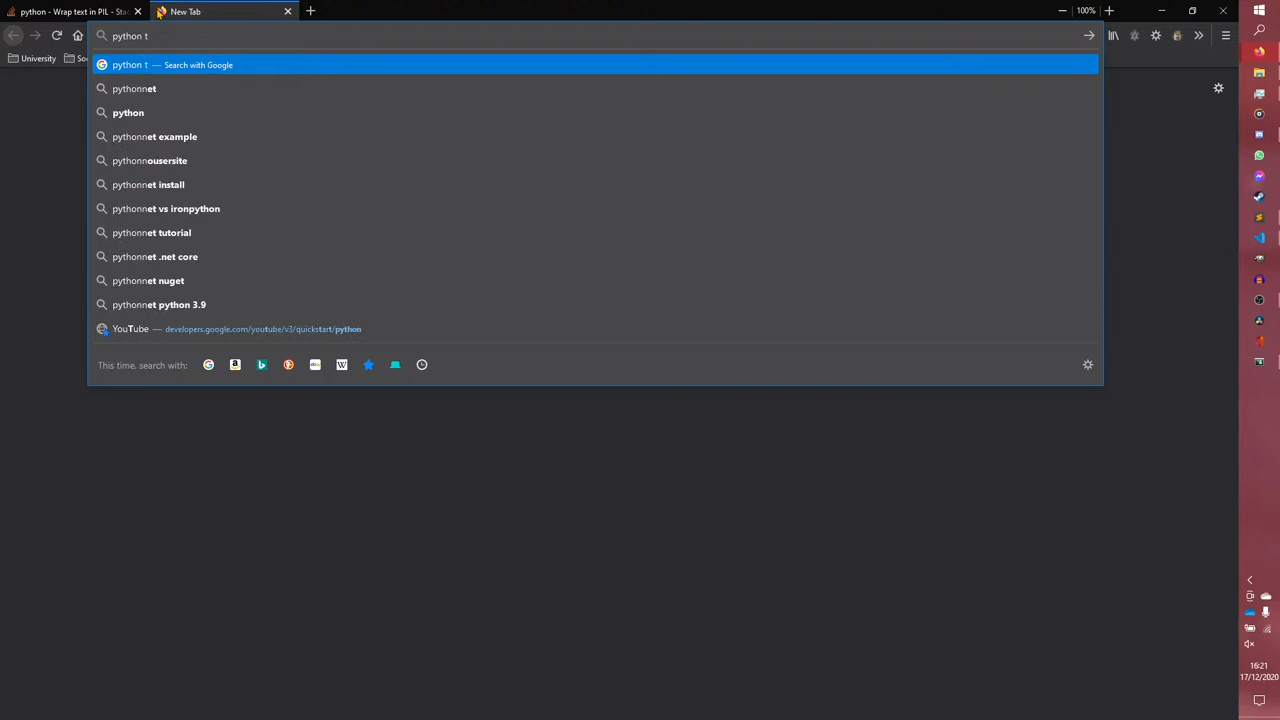 python - Wrap text in PIL - Sta
New Tab
100%
python t
University
So
python t — Search with Google
pythonnet
python
pythonnet example
pythonnousersite
pythonnet install
pythonnet vs ironpython
pythonnet tutorial
pythonnet .net core
pythonnet nuget
pythonnet python 3.9
YouTube — developers.google.com/youtube/v3/quickstart/python
This time, search with:
16:21
17/12/2020